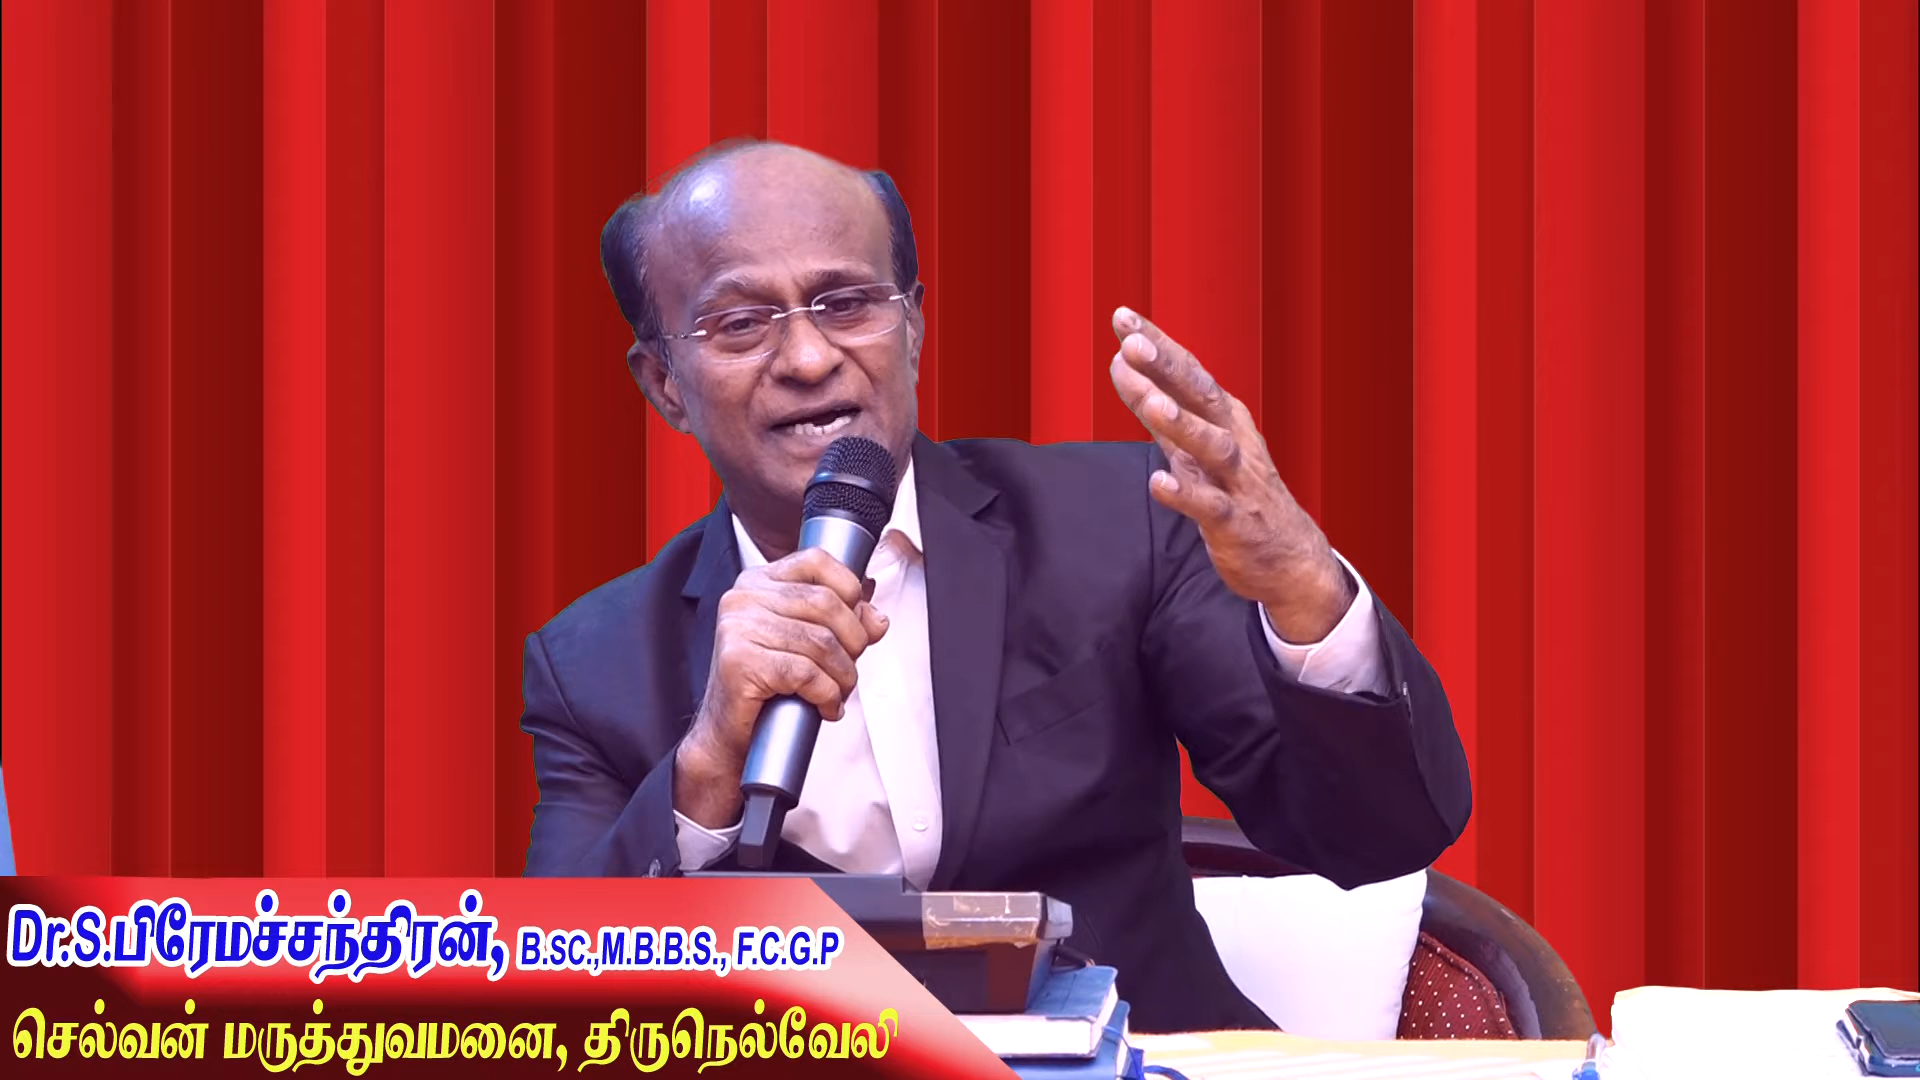 Dr.S.பிரேமச்சந்திரன், B.SC.,M.B.B.S., F.C.G.P
செல்வன் மருத்துவமனை, திருநெல்வேலி